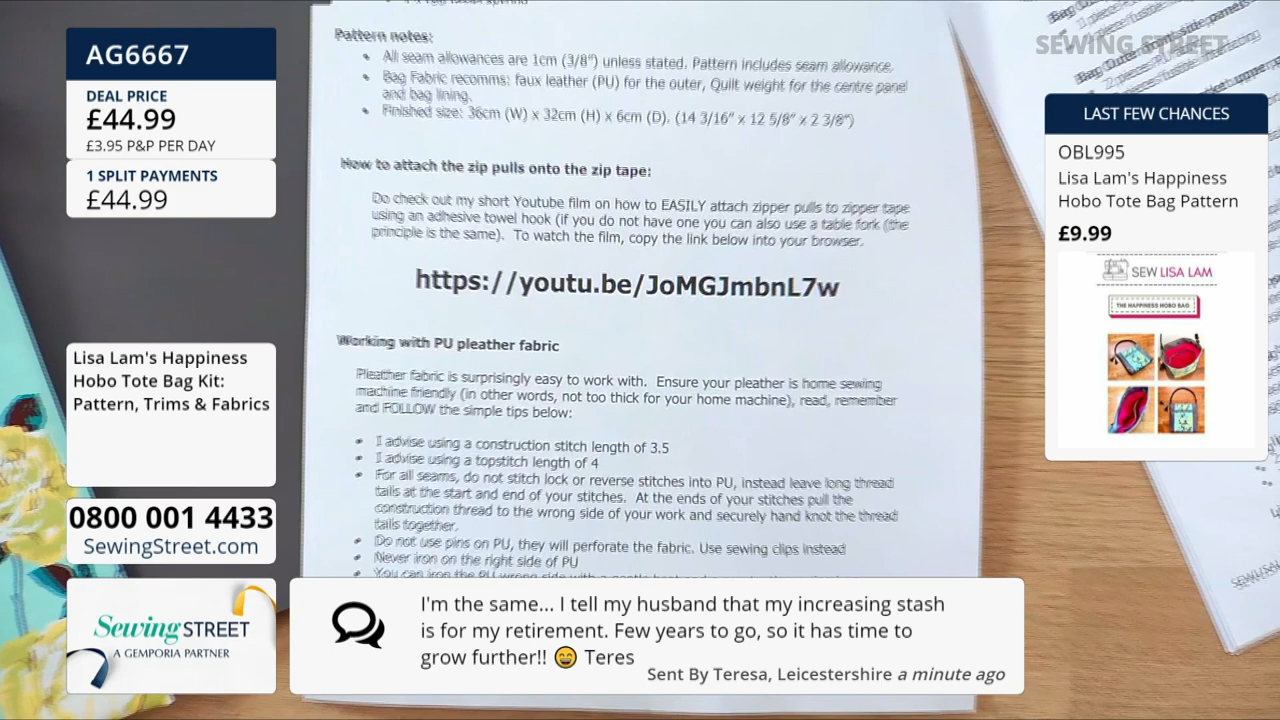 AG6667
DEAL PRICE
£44.99
£3.95 P&P PER DAY
1 SPLIT PAYMENTS
£44.99
Lisa Lam's Happiness
Hobo Tote Bag Kit:
Pattern, Trims & Fabrics
0800 001 4433
SewingStreet.com
Sewing STREET
A GEMPORIA PARTNER
Pattern notes:
• All seam allowances are 1cm (3/8") unless stated. Pattern includes seam allowance.
• Bag Fabric recomms: faux leather (PU) for the outer, Quilt weight for the centre panel
and bag lining.
• Finished size: 36cm (W) x 32cm (H) x 6cm (D). (14 3/16" x 12 5/8" x 2 3/8")
How to attach the zip pulls onto the zip tape:
Do check out my short Youtube film on how to EASILY attach zipper pulls to zipper tape
using an adhesive towel hook (if you do not have one you can also use a table fork (the
principle is the same). To watch the film, copy the link below into your browser.
https://youtu.be/JoMGJmbnL7w
Working with PU pleather fabric
Pleather fabric is surprisingly easy to work with. Ensure your pleather is home sewing
machine friendly (in other words, not too thick for your home machine), read, remember
and FOLLOW the simple tips below:
• I advise using a construction stitch length of 3.5
• I advise using a topstitch length of 4
• For all seams, do not stitch lock or reverse stitches into PU, instead leave long thread
tails at the start and end of your stitches. At the ends of your stitches pull the
construction thread to the wrong side of your work and securely hand knot the thread
tails together.
• Do not use pins on PU, they will perforate the fabric. Use sewing clips instead
• Never iron on the right side of PU
• You can iron the PU wrong side with a gentle
I'm the same... I tell my husband that my increasing stash
is for my retirement. Few years to go, so it has time to
grow further!! 😄 Teres
Sent By Teresa, Leicestershire a minute ago
SEWING STREET
LAST FEW CHANCES
OBL995
Lisa Lam's Happiness
Hobo Tote Bag Pattern
£9.99
SEW LISA LAM
THE HAPPINESS HOBO BAG